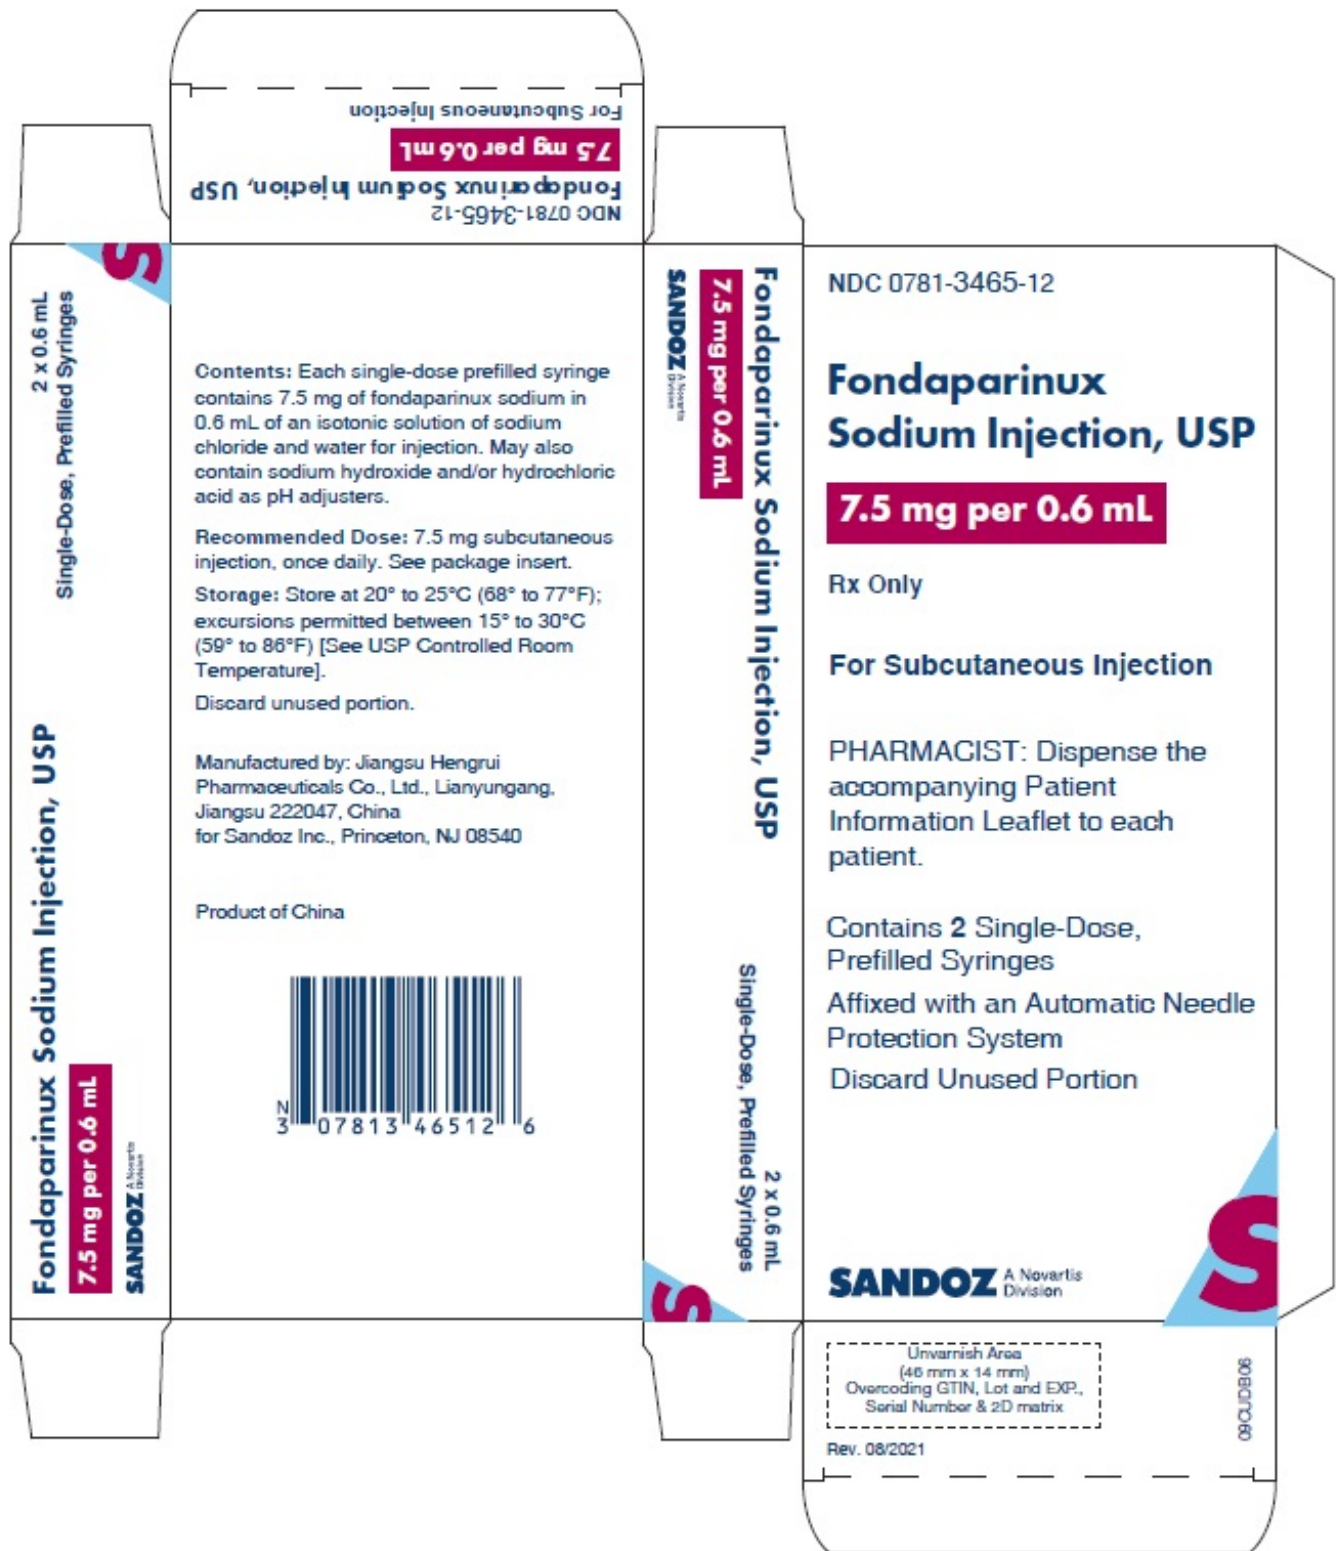 For Subcutaneous Injection
7.5 mg per 0.6 mL
Fondaparinux Sodium Injection, USP
NDC 0781-3465-12
2 x 0.6 mL
Single-Dose, Prefilled Syringes
Fondaparinux Sodium Injection, USP
7.5 mg per 0.6 mL
SANDOZ A Novartis
Division
S
Contents: Each single-dose prefilled syringe
contains 7.5 mg of fondaparinux sodium in
0.6 mL of an isotonic solution of sodium
chloride and water for injection. May also
contain sodium hydroxide and/or hydrochloric
acid as pH adjusters.
Recommended Dose: 7.5 mg subcutaneous
injection, once daily. See package insert.
Storage: Store at 20° to 25°C (68° to 77°F);
excursions permitted between 15° to 30°C
(59° to 86°F) [See USP Controlled Room
Temperature].
Discard unused portion.
Manufactured by: Jiangsu Hengrui
Pharmaceuticals Co., Ltd., Lianyungang,
Jiangsu 222047, China
for Sandoz Inc., Princeton, NJ 08540
Product of China
N
3 07813 46512 6
Fondaparinux Sodium Injection, USP
7.5 mg per 0.6 mL
SANDOZ A Novartis
Division
2 x 0.6 mL
Single-Dose, Prefilled Syringes
S
NDC 0781-3465-12
Fondaparinux
Sodium Injection, USP
7.5 mg per 0.6 mL
Rx Only
For Subcutaneous Injection
PHARMACIST: Dispense the
accompanying Patient
Information Leaflet to each
patient.
Contains 2 Single-Dose,
Prefilled Syringes
Affixed with an Automatic Needle
Protection System
Discard Unused Portion
SANDOZ A Novartis
Division
S
Unvarnish Area
(46 mm x 14 mm)
Overcoding GTIN, Lot and EXP.,
Serial Number & 2D matrix
Rev. 08/2021
09CUDB06